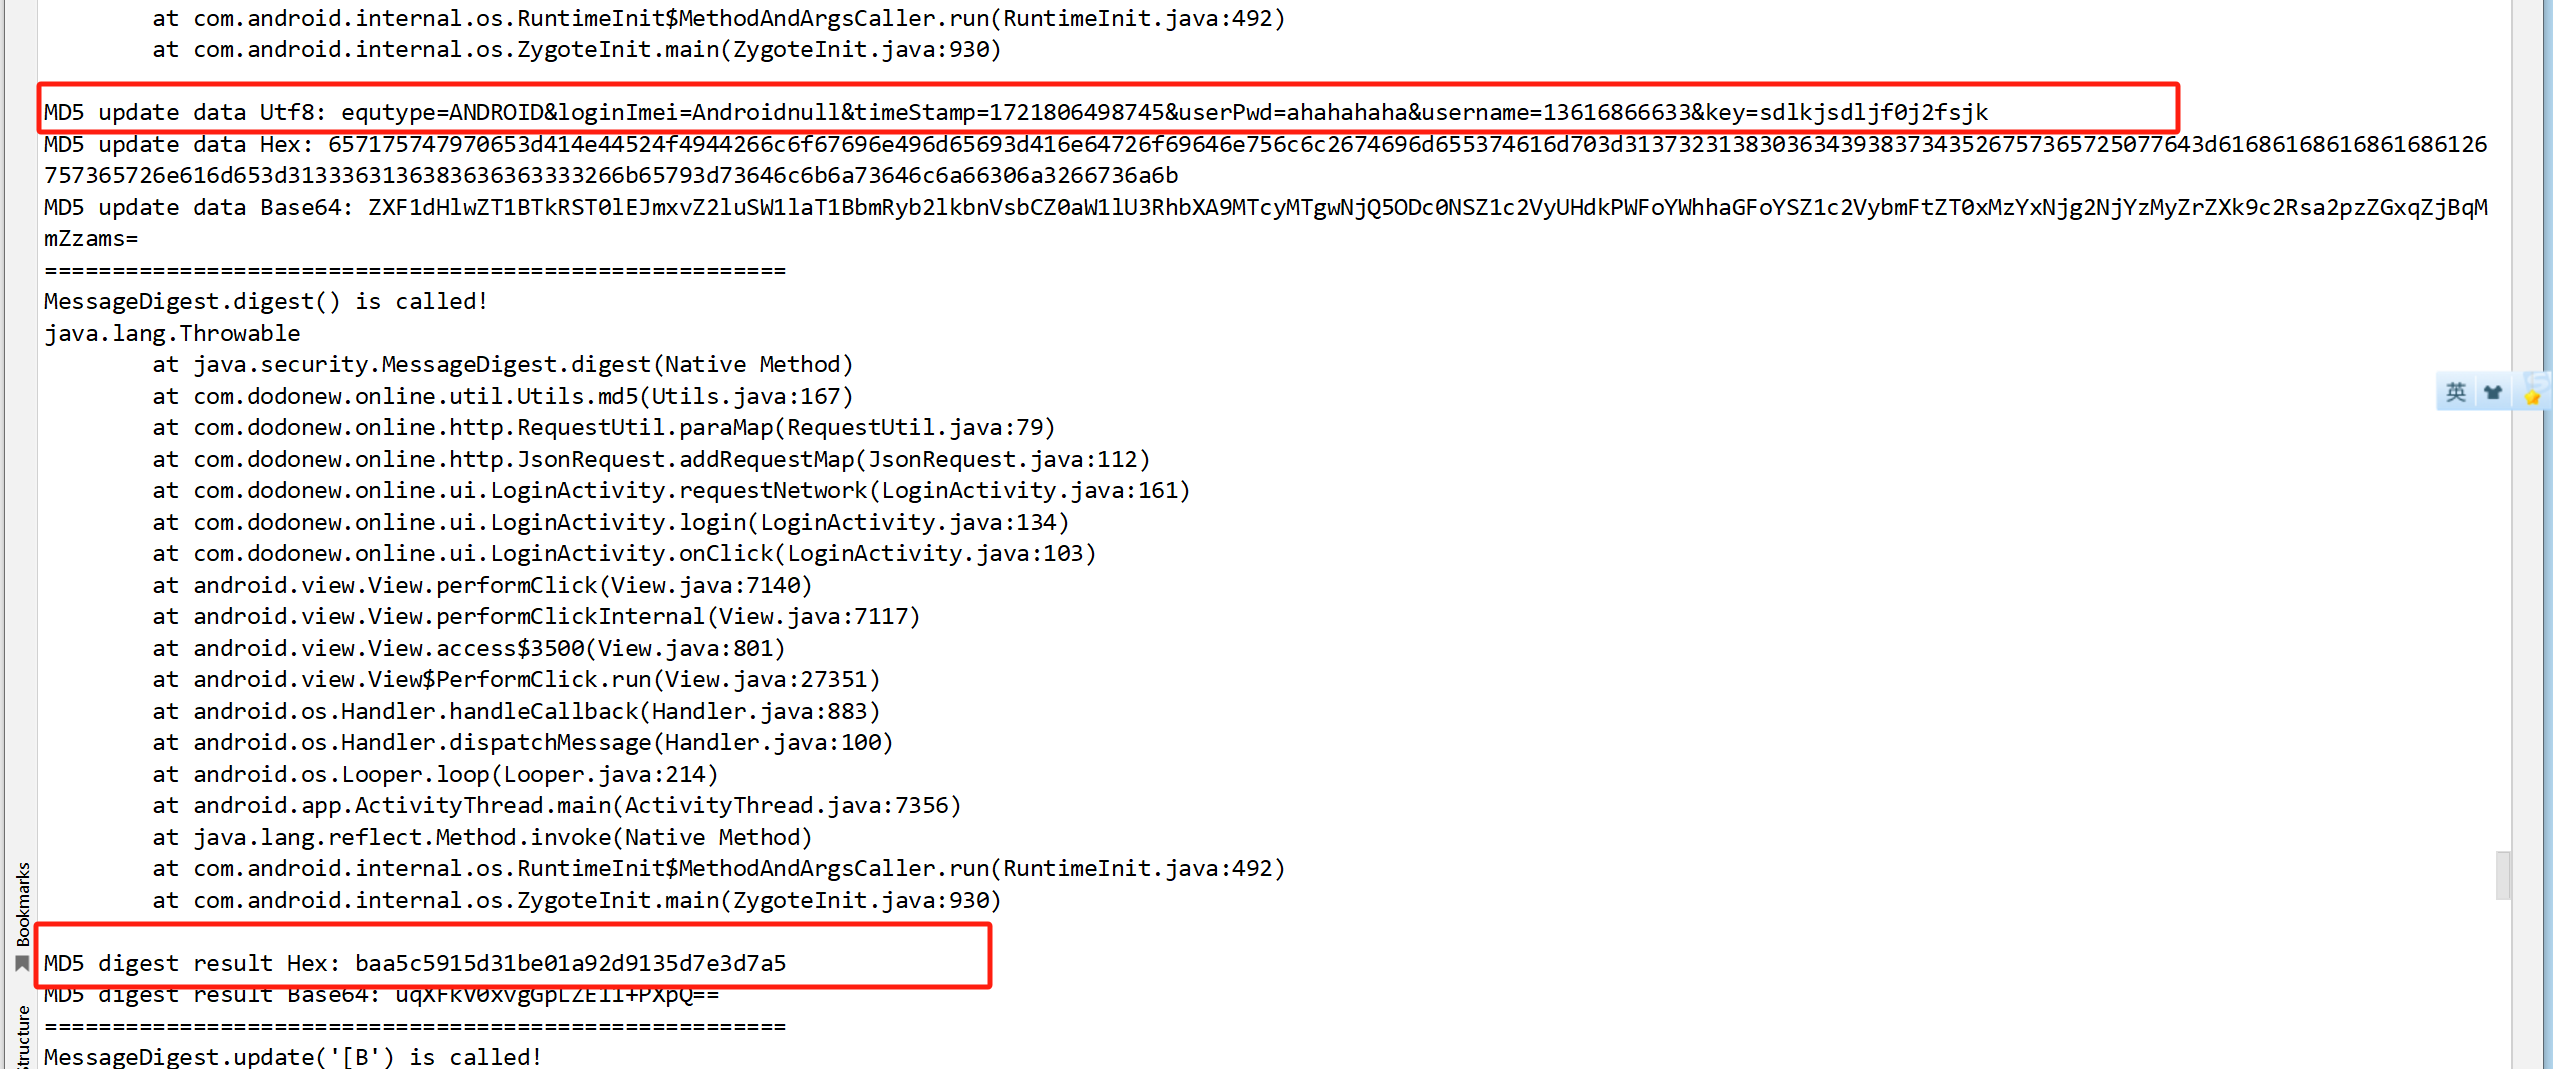 at com.android.internal.os.RuntimeInit$MethodAndArgsCaller.run(RuntimeInit.java:492)
at com.android.internal.os.ZygoteInit.main(ZygoteInit.java:930)
MD5 update data Utf8: equtype=ANDROID&loginImei=Androidnull&timeStamp=1721806498745&userPwd=ahahahaha&username=13616866633&key=sdlkjsdljf0j2fsjk
MD5 update data Hex: 657175747970653d414e44524f4944266c6f67696e496d65693d416e64726f69646e756c6c2674696d655374616d703d3137323138303634393837343526757365725077643d6168616861686168616126
757365726e616d653d3133363136383636363333266b65793d73646c6b6a73646c6a66306a3266736a6b
MD5 update data Base64: ZXF1dHlwZT1BTkRST0lEJmxvZ2luSW1laT1BbmRyb2lkbnVsbCZ0aW1lU3RhbXA9MTcyMTgwNjQ5ODc0NSZ1c2VyUHdkPWFoYWhhaGFoYSZ1c2VybmFtZT0xMzYxNjg2NjYzMyZrZXk9c2Rsa2pzZGxqZjBqM
mZzams=
=======================================================
MessageDigest.digest() is called!
java.lang.Throwable
at java.security.MessageDigest.digest(Native Method)
at com.dodonew.online.util.Utils.md5(Utils.java:167)
at com.dodonew.online.http.RequestUtil.paraMap(RequestUtil.java:79)
at com.dodonew.online.http.JsonRequest.addRequestMap(JsonRequest.java:112)
at com.dodonew.online.ui.LoginActivity.requestNetwork(LoginActivity.java:161)
at com.dodonew.online.ui.LoginActivity.login(LoginActivity.java:134)
at com.dodonew.online.ui.LoginActivity.onClick(LoginActivity.java:103)
at android.view.View.performClick(View.java:7140)
at android.view.View.performClickInternal(View.java:7117)
at android.view.View.access$3500(View.java:801)
at android.view.View$PerformClick.run(View.java:27351)
at android.os.Handler.handleCallback(Handler.java:883)
at android.os.Handler.dispatchMessage(Handler.java:100)
at android.os.Looper.loop(Looper.java:214)
at android.app.ActivityThread.main(ActivityThread.java:7356)
at java.lang.reflect.Method.invoke(Native Method)
at com.android.internal.os.RuntimeInit$MethodAndArgsCaller.run(RuntimeInit.java:492)
at com.android.internal.os.ZygoteInit.main(ZygoteInit.java:930)
MD5 digest result Hex: baa5c5915d31be01a92d9135d7e3d7a5
MD5 digest result Base64: uqXFkV0xvgGpLZE11+PXpQ==
=======================================================
MessageDigest.update('[B') is called!
Bookmarks
Structure
英